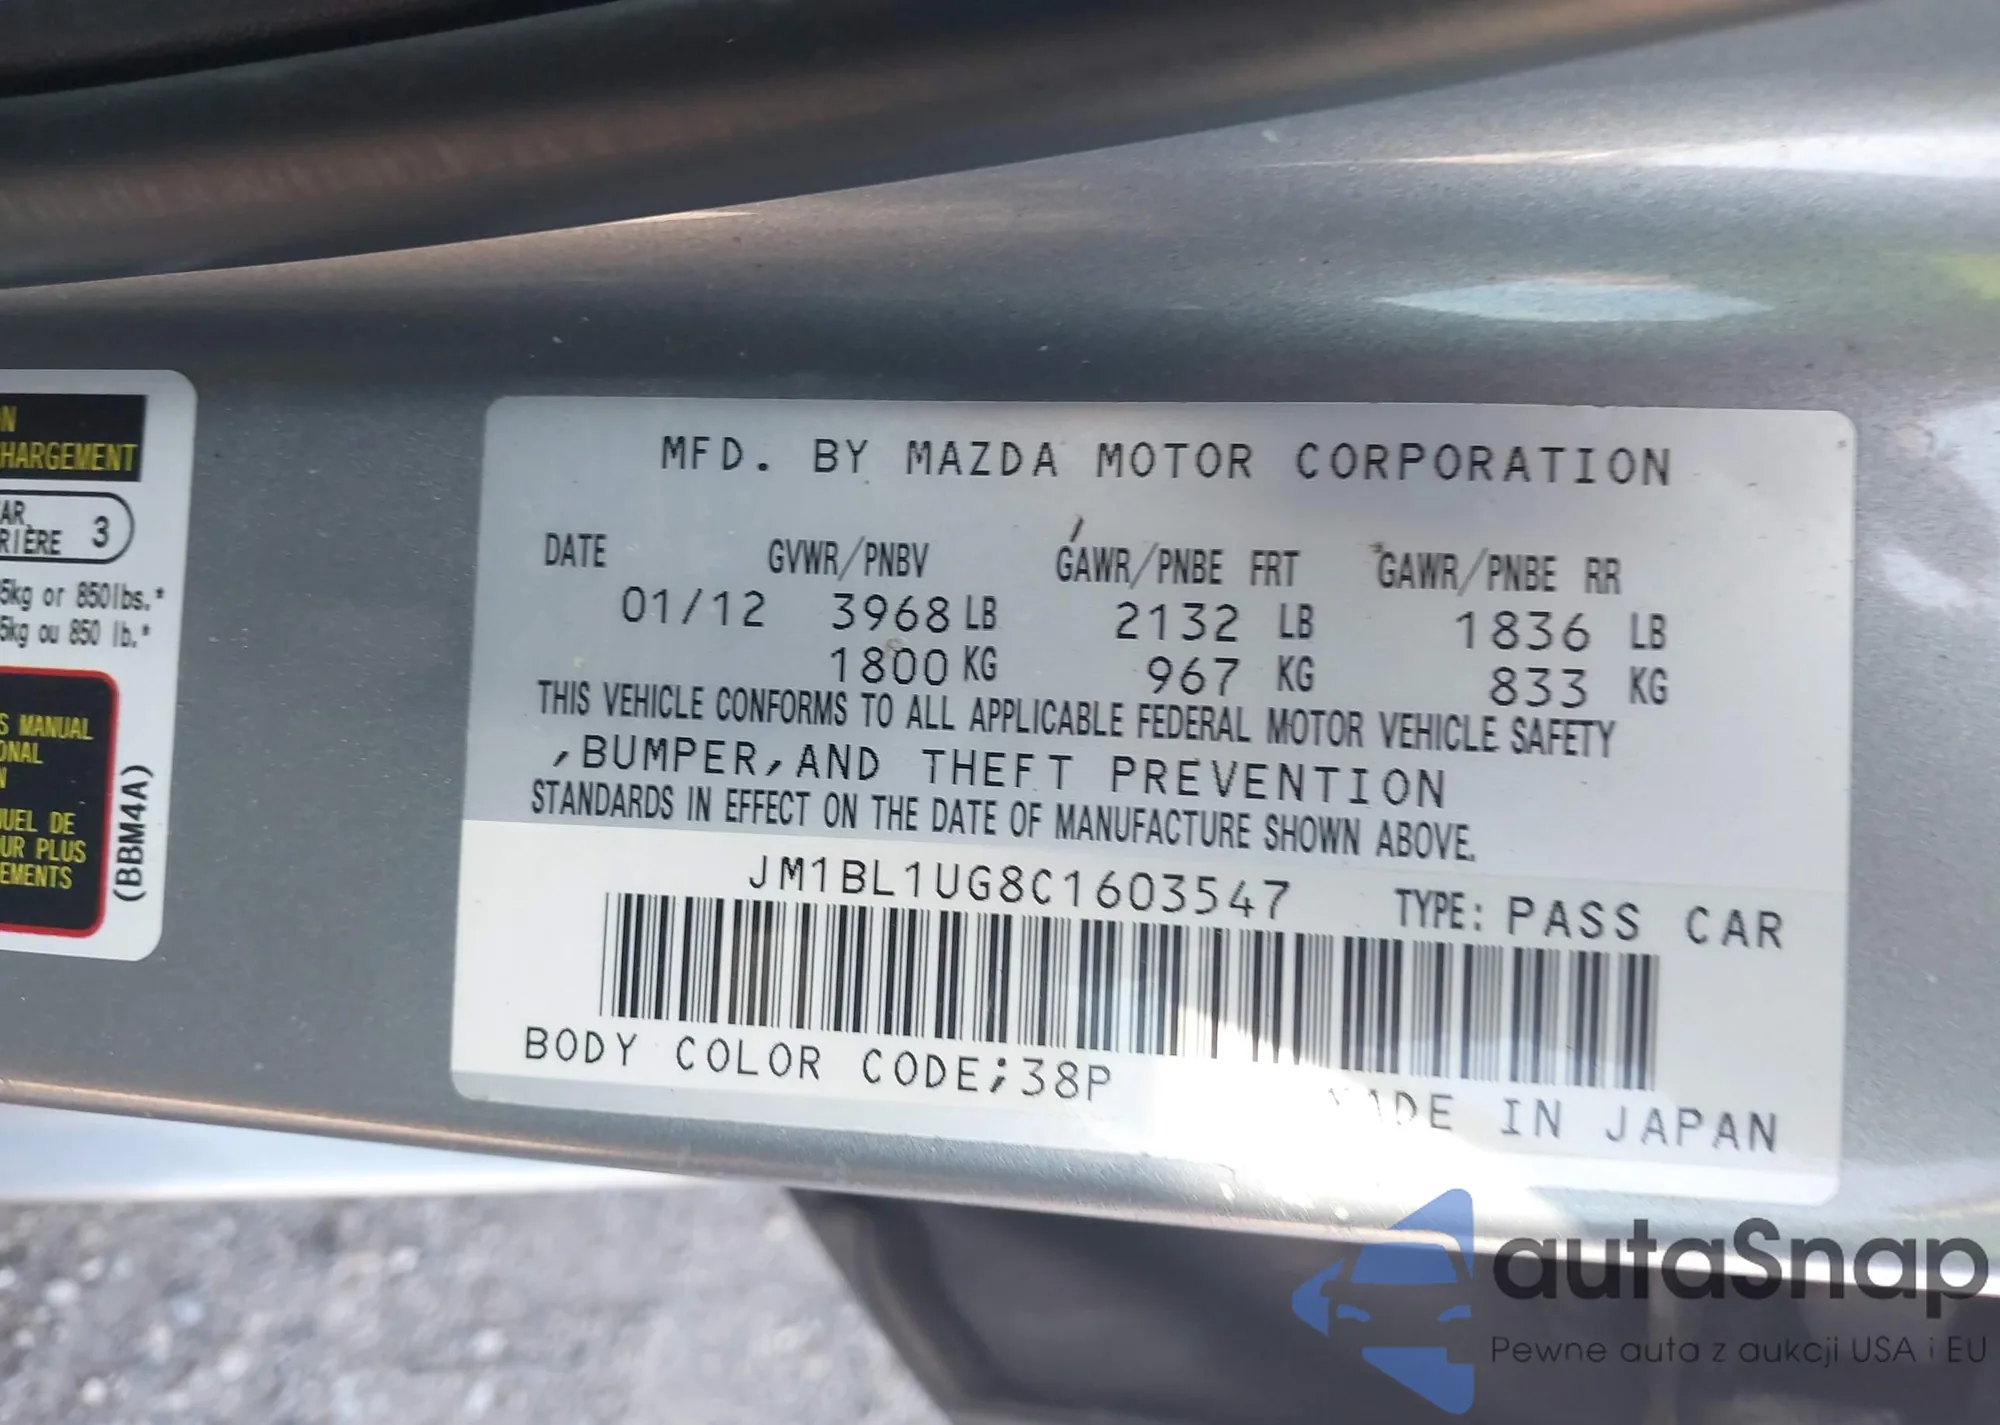 N
HARGEMENT
AR
RIÈRE 3
5kg or 850lbs.*
5kg ou 850 lb.*
S MANUAL
ONAL
N
UEL DE
UR PLUS
EMENTS
(BBM4A)
MFD. BY MAZDA MOTOR CORPORATION
DATE GVWR/PNBV GAWR/PNBE FRT GAWR/PNBE RR
01/12 3968 LB 2132 LB 1836 LB
1800 KG 967 KG 833 KG
THIS VEHICLE CONFORMS TO ALL APPLICABLE FEDERAL MOTOR VEHICLE SAFETY
,BUMPER,AND THEFT PREVENTION
STANDARDS IN EFFECT ON THE DATE OF MANUFACTURE SHOWN ABOVE.
JM1BL1UG8C1603547 TYPE: PASS CAR
BODY COLOR CODE;38P
MADE IN JAPAN
autaSnap
Pewne auta z aukcji USA i EU